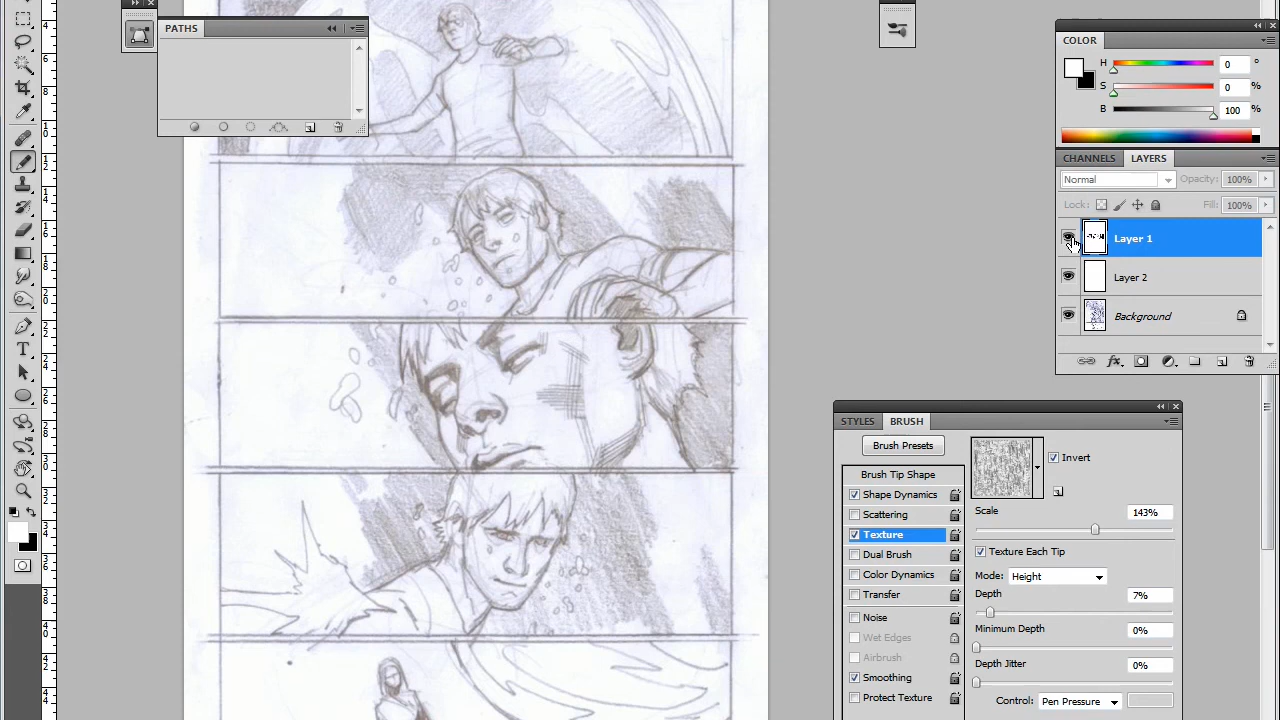 PATHS
COLOR
H 0 °
S 0 %
B 100 %
CHANNELS LAYERS
Normal Opacity: 100%
Lock: Fill: 100%
Layer 1
Layer 2
Background
STYLES BRUSH
Brush Presets
Invert
Brush Tip Shape
Shape Dynamics
Scattering
Texture
Dual Brush
Color Dynamics
Transfer
Noise
Wet Edges
Airbrush
Smoothing
Protect Texture
Scale 143%
Texture Each Tip
Mode: Height
Depth 7%
Minimum Depth 0%
Depth Jitter 0%
Control: Pen Pressure